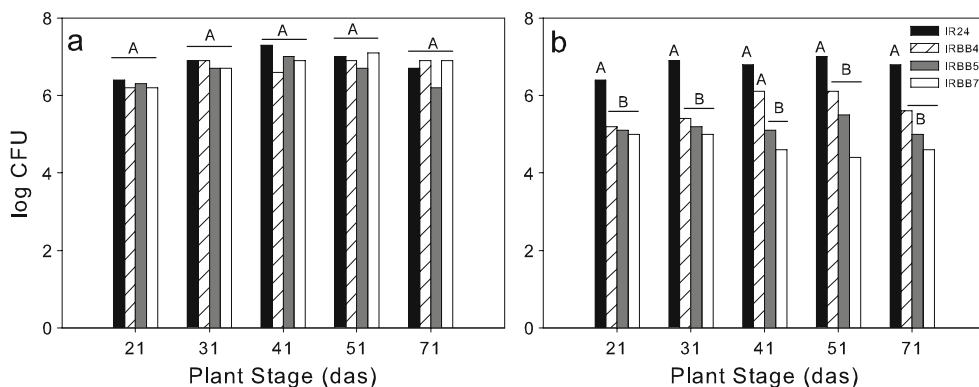 a
log CFU
8
6
4
2
0
A
A
A
A
A
21 31 41 51 71
Plant Stage (das)
b
IR24
IRBB4
IRBB5
IRBB7
8
6
4
2
0
A
B
A
B
A
A
B
A
B
A
B
21 31 41 51 71
Plant Stage (das)